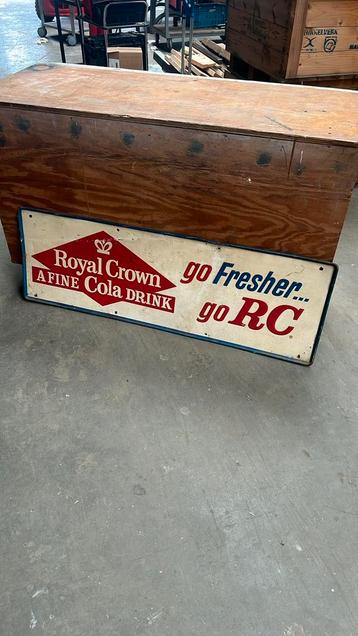 Royal Crown
A FINE Cola DRINK
go Fresher...
go RC